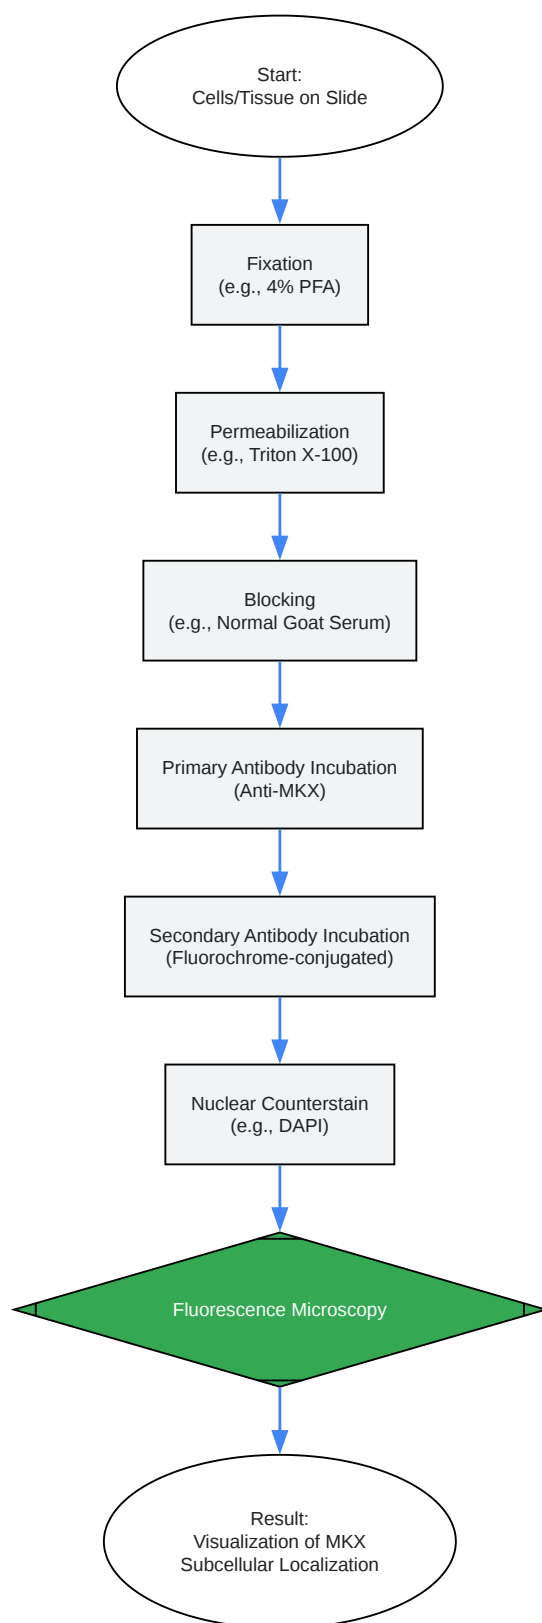 Start:
Cells/Tissue on Slide
Fixation
(e.g., 4% PFA)
Permeabilization
(e.g., Triton X-100)
Blocking
(e.g., Normal Goat Serum)
Primary Antibody Incubation
(Anti-MKX)
Secondary Antibody Incubation
(Fluorochrome-conjugated)
Nuclear Counterstain
(e.g., DAPI)
Fluorescence Microscopy
Result:
Visualization of MKX
Subcellular Localization